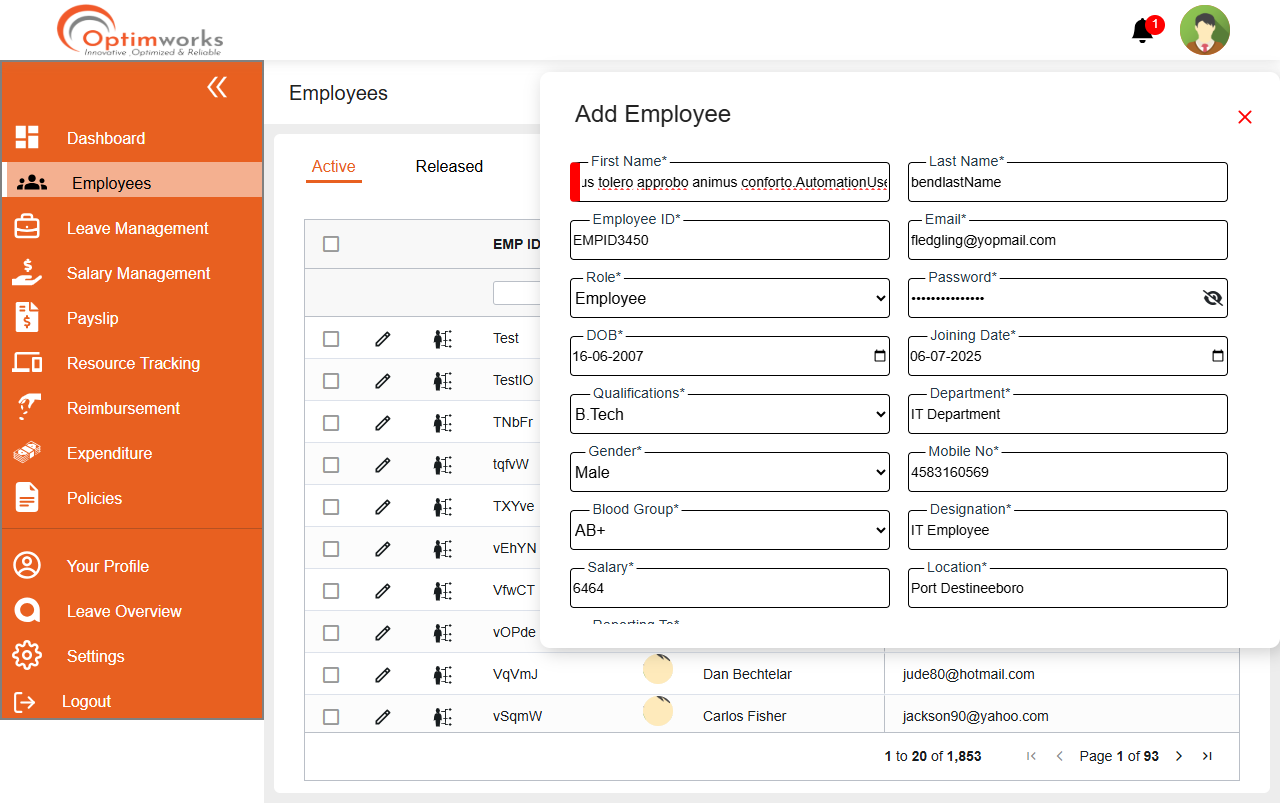 Optimworks
Innovative, Optimized & Reliable
1
Dashboard
Employees
Leave Management
Salary Management
Payslip
Resource Tracking
Reimbursement
Expenditure
Policies
Your Profile
Leave Overview
Settings
Logout
Employees
Active
Released
EMP ID
Test
TestIO
TNbFr
tqfvW
TXYve
vEhYN
VfwCT
vOPde
VqVmJ Dan Bechtelar jude80@hotmail.com
vSqmW Carlos Fisher jackson90@yahoo.com
1 to 20 of 1,853 Page 1 of 93
Add Employee
First Name* Last Name*
us tolero approbo animus conforto.AutomationUse bendlastName
Employee ID* Email*
EMPID3450 fledgling@yopmail.com
Role* Password*
Employee •••••••••••••••
DOB* Joining Date*
16-06-2007 06-07-2025
Qualifications* Department*
B.Tech IT Department
Gender* Mobile No*
Male 4583160569
Blood Group* Designation*
AB+ IT Employee
Salary* Location*
6464 Port Destineeboro
Reporting To*